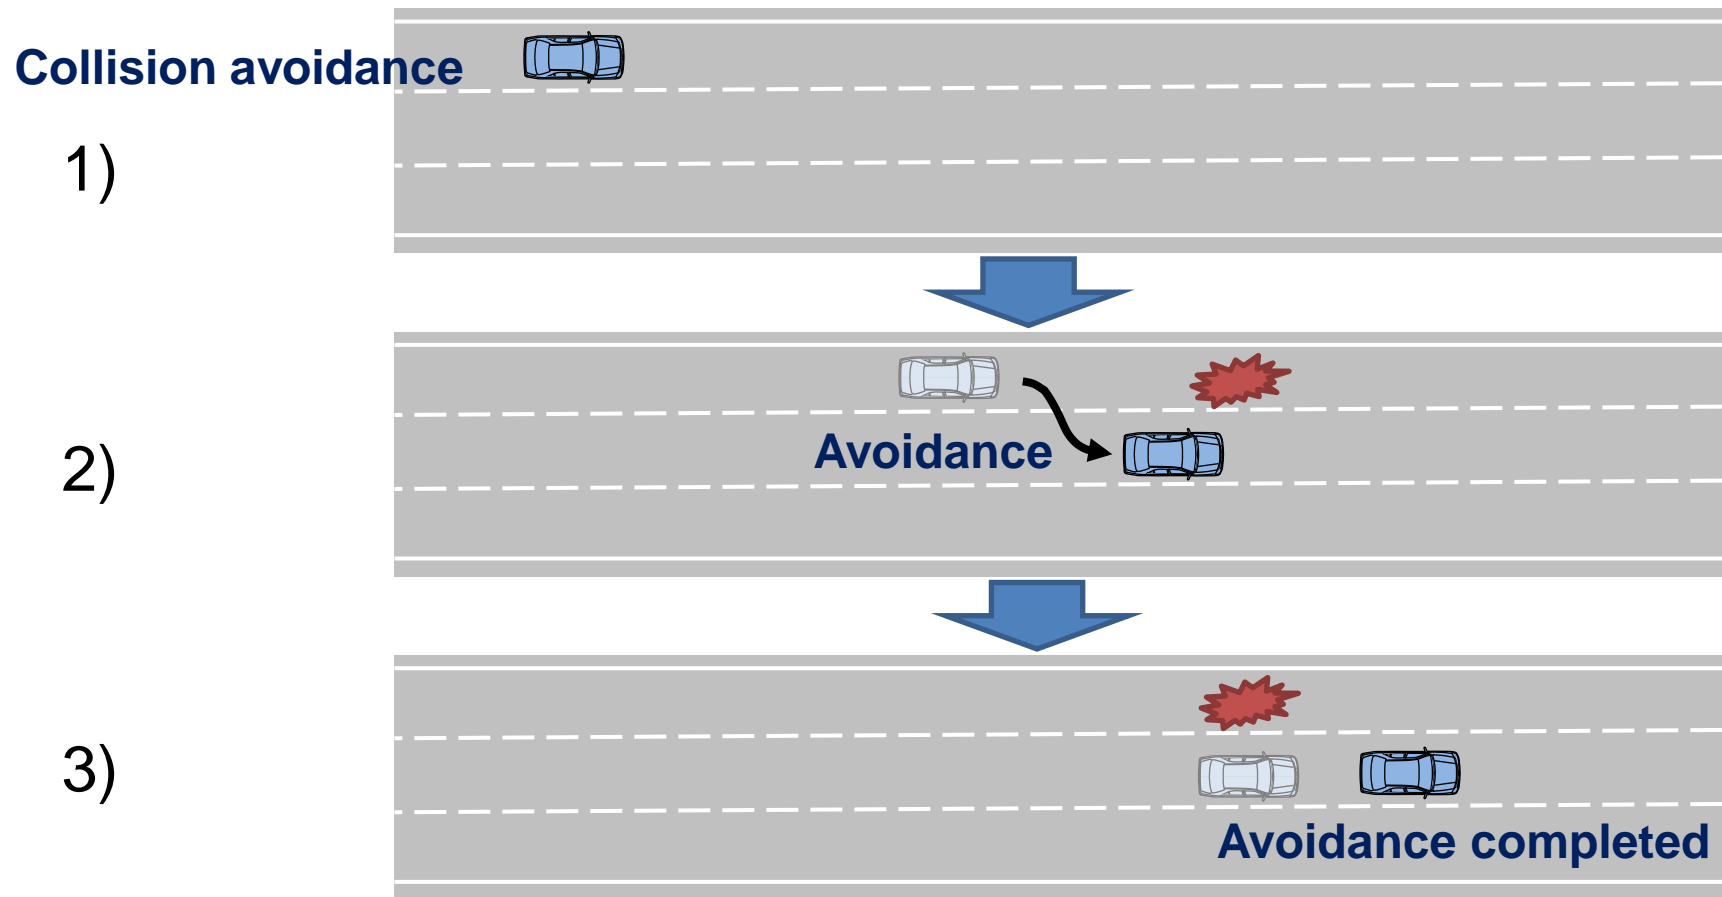 Collision avoidance
1)
Avoidance
2)
3)
Avoidance completed